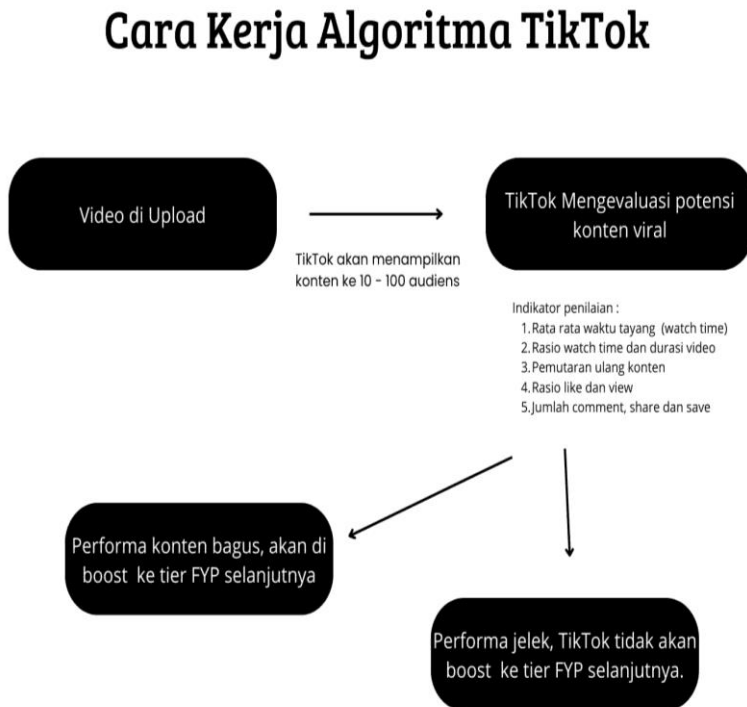 Cara Kerja Algoritma TikTok
Video di Upload
TikTok akan menampilkan
konten ke 10 - 100 audiens
TikTok Mengevaluasi potensi
konten viral
Indikator penilaian :
1.Rata rata waktu tayang (watch time)
2.Rasio watch time dan durasi video
3.Pemutaran ulang konten
4.Rasio like dan view
5.Jumlah comment, share dan save
Performa konten bagus, akan di
boost ke tier FYP selanjutnya
Performa jelek, TikTok tidak akan
boost ke tier FYP selanjutnya.